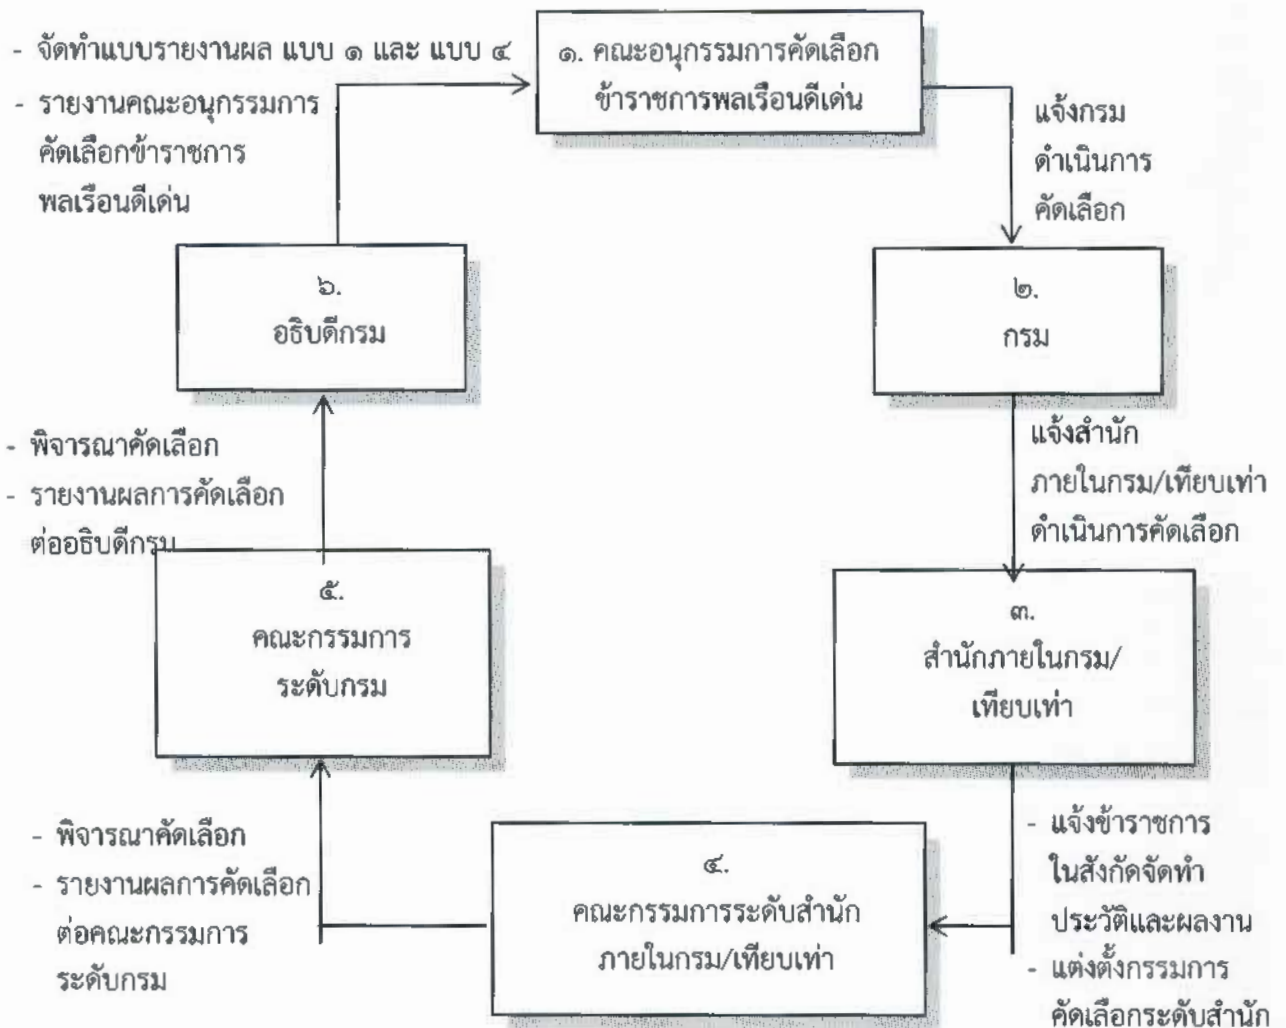 - จัดทำแบบรายงานผล แบบ ๑ และ แบบ ๔
- รายงานคณะอนุกรรมการ
คัดเลือกข้าราชการ
พลเรือนดีเด่น
๑. คณะอนุกรรมการคัดเลือก
ข้าราชการพลเรือนดีเด่น
แจ้งกรม
ดำเนินการ
คัดเลือก
๒.
กรม
แจ้งสำนัก
ภายในกรม/เทียบเท่า
ดำเนินการคัดเลือก
๓.
สำนักภายในกรม/
เทียบเท่า
- แจ้งข้าราชการ
ในสังกัดจัดทำ
ประวัติและผลงาน
- แต่งตั้งกรรมการ
คัดเลือกระดับสำนัก
๔.
คณะกรรมการระดับสำนัก
ภายในกรม/เทียบเท่า
- พิจารณาคัดเลือก
- รายงานผลการคัดเลือก
ต่อคณะกรรมการ
ระดับกรม
๕.
คณะกรรมการ
ระดับกรม
- พิจารณาคัดเลือก
- รายงานผลการคัดเลือก
ต่ออธิบดีกรม
๖.
อธิบดีกรม